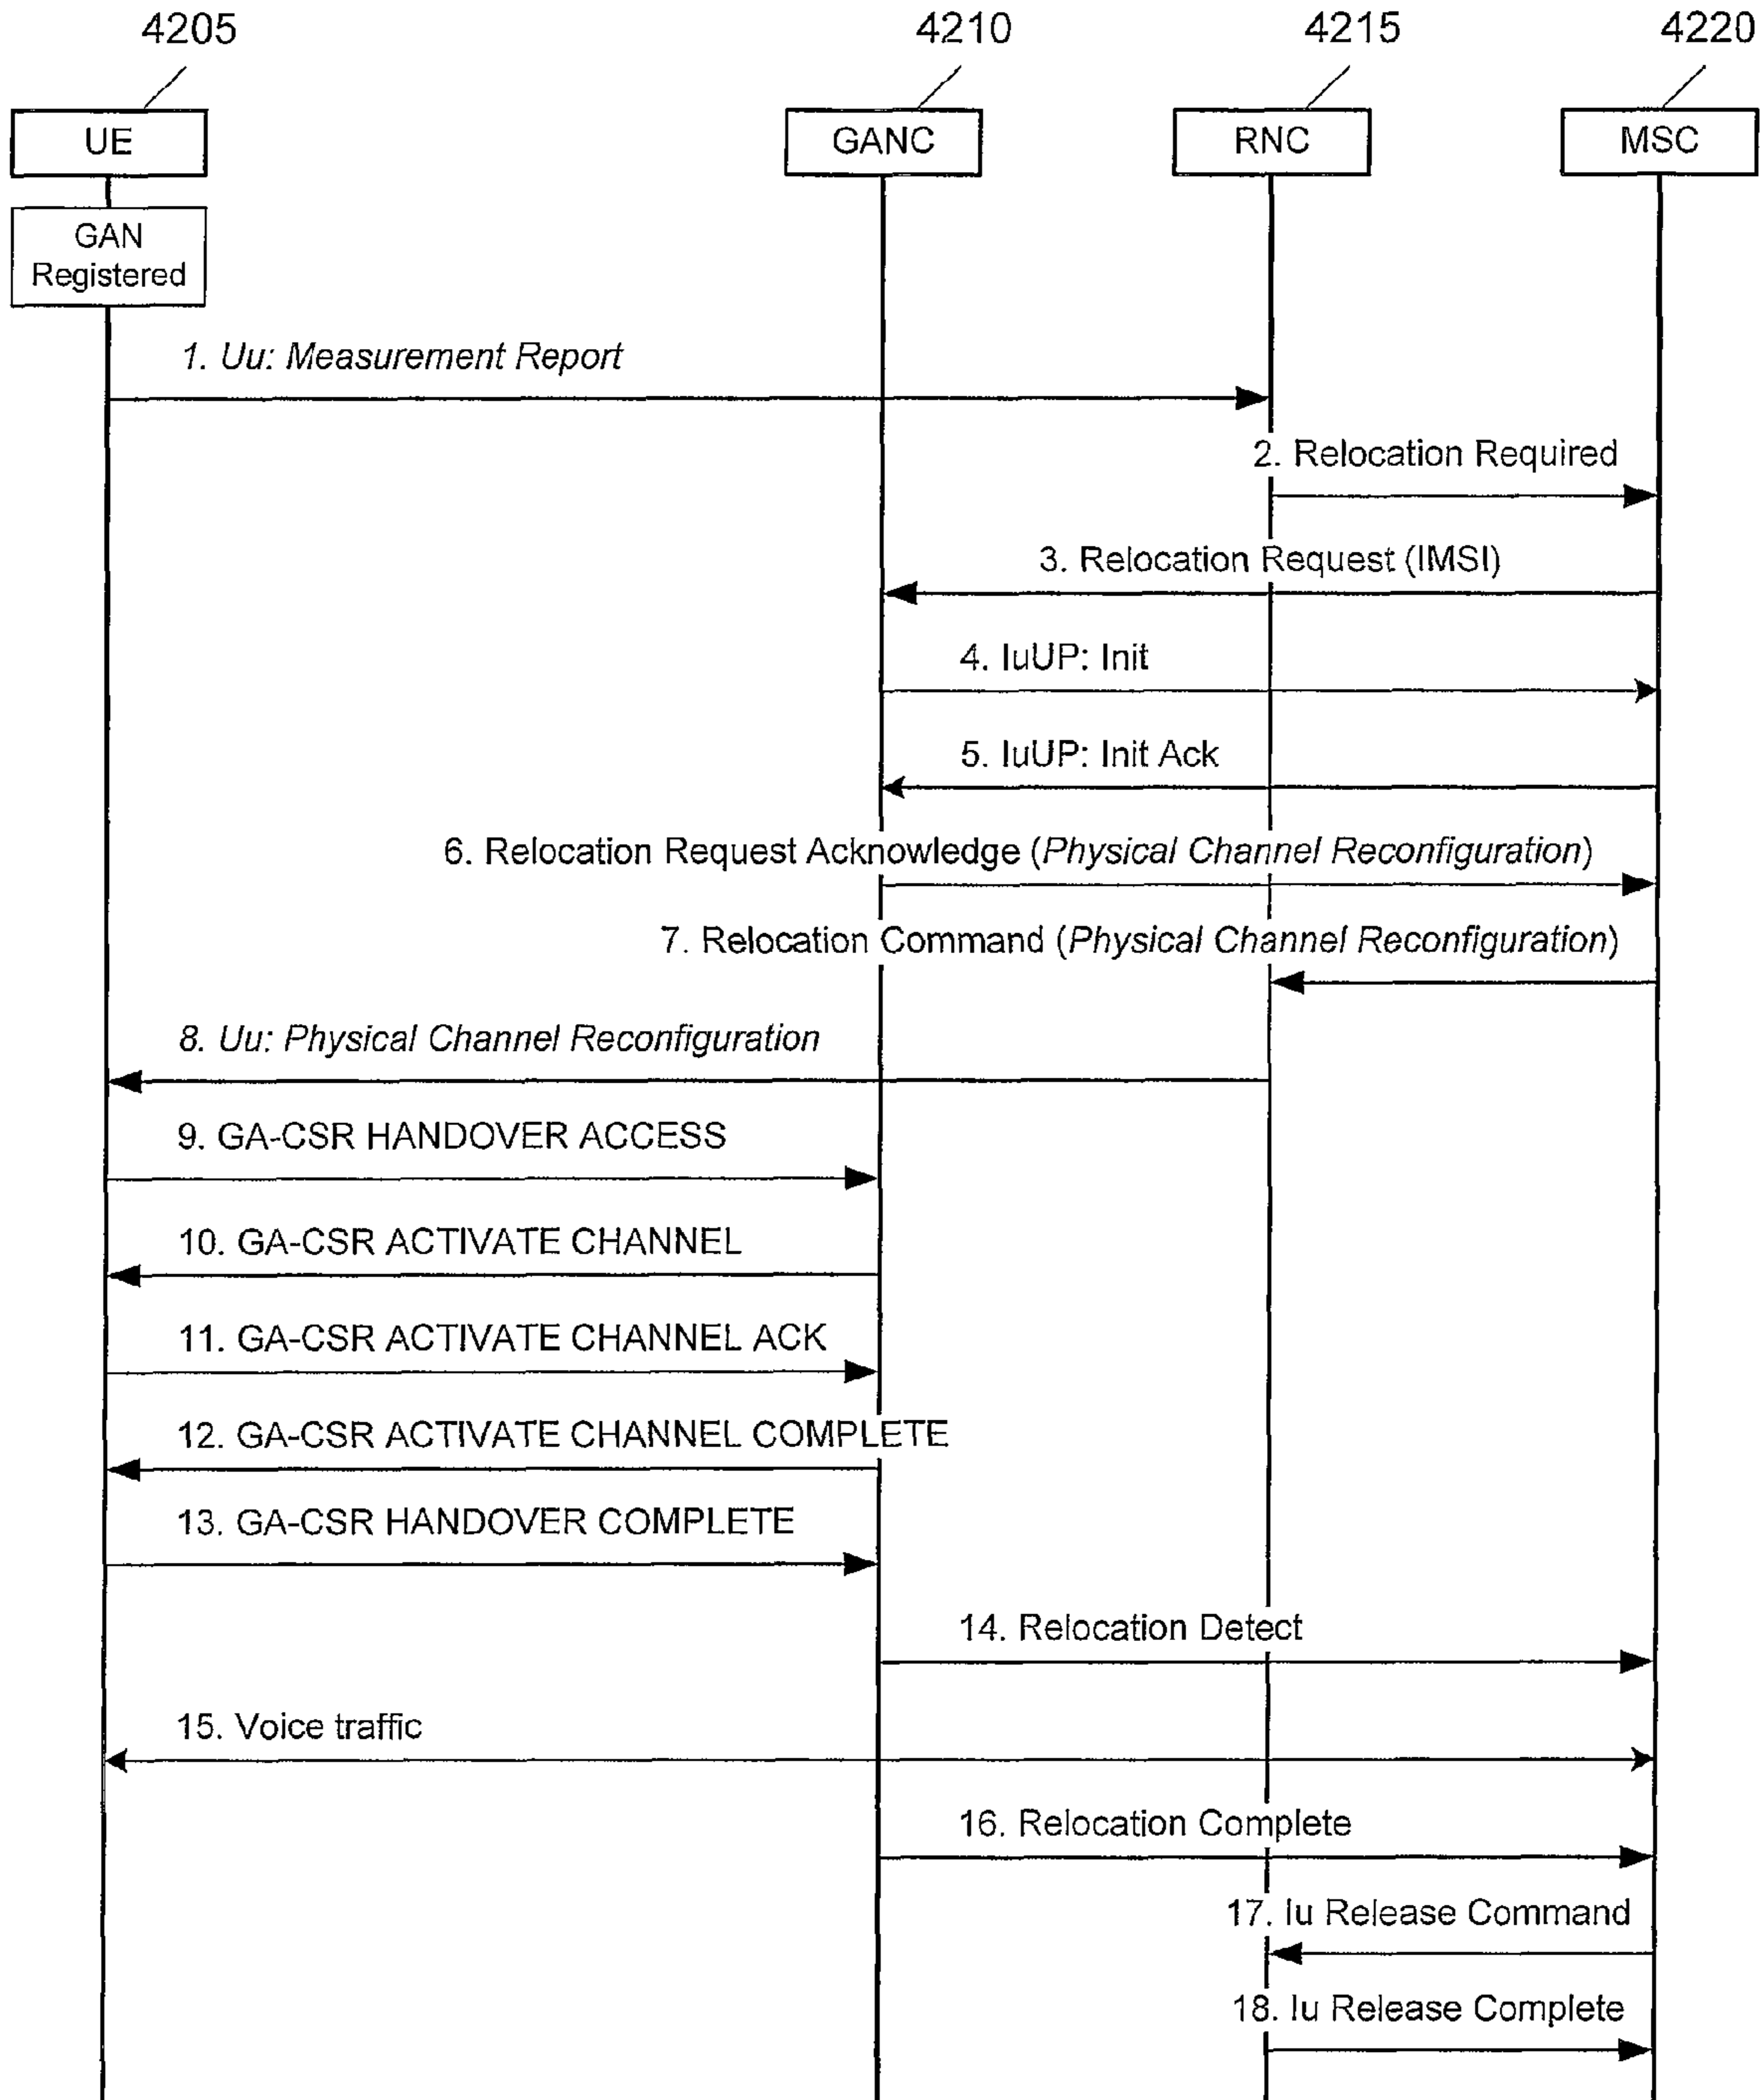 4205 4210 4215 4220
UE GANC RNC MSC
GAN
Registered
1. Uu: Measurement Report
2. Relocation Required
3. Relocation Request (IMSI)
4. IuUP: Init
5. IuUP: Init Ack
6. Relocation Request Acknowledge (Physical Channel Reconfiguration)
7. Relocation Command (Physical Channel Reconfiguration)
8. Uu: Physical Channel Reconfiguration
9. GA-CSR HANDOVER ACCESS
10. GA-CSR ACTIVATE CHANNEL
11. GA-CSR ACTIVATE CHANNEL ACK
12. GA-CSR ACTIVATE CHANNEL COMPLETE
13. GA-CSR HANDOVER COMPLETE
14. Relocation Detect
15. Voice traffic
16. Relocation Complete
17. Iu Release Command
18. Iu Release Complete